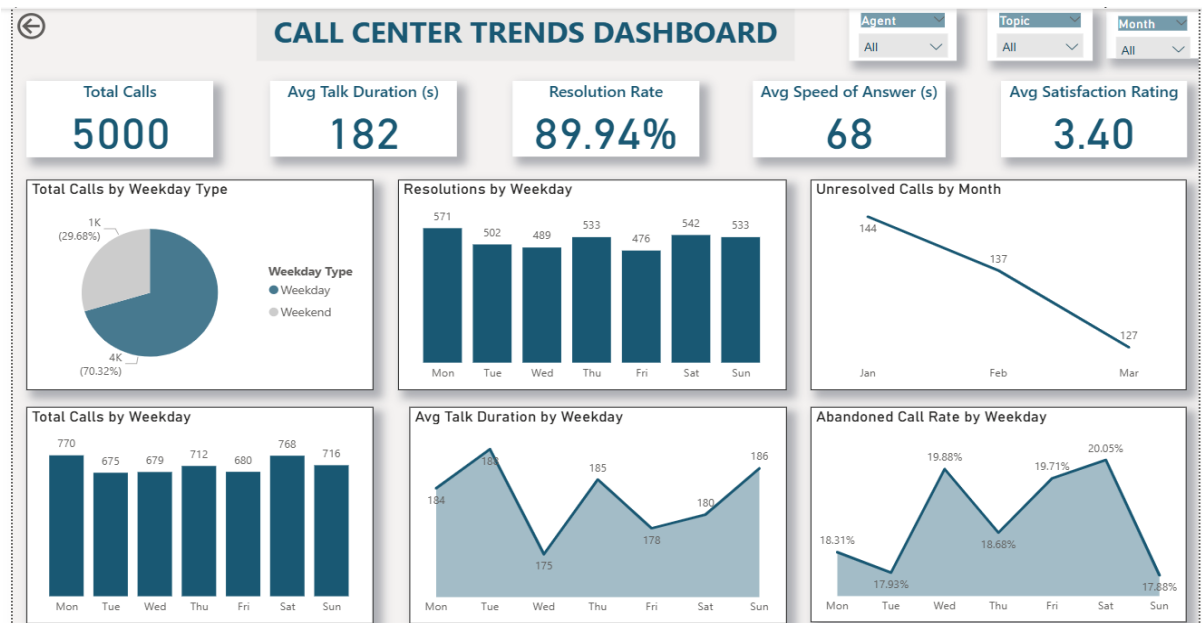 CALL CENTER TRENDS DASHBOARD
Agent
All
Topic
All
Month
All
Total Calls
5000
Avg Talk Duration (s)
182
Resolution Rate
89.94%
Avg Speed of Answer (s)
68
Avg Satisfaction Rating
3.40
Total Calls by Weekday Type
1K
(29.68%)
4K
(70.32%)
Weekday Type
Weekday
Weekend
Resolutions by Weekday
571
502
489
533
476
542
533
Mon Tue Wed Thu Fri Sat Sun
Unresolved Calls by Month
144
137
127
Jan Feb Mar
Total Calls by Weekday
770
675
679
712
680
768
716
Mon Tue Wed Thu Fri Sat Sun
Avg Talk Duration by Weekday
184
188
175
185
178
180
186
Mon Tue Wed Thu Fri Sat Sun
Abandoned Call Rate by Weekday
18.31%
17.93%
19.88%
18.68%
19.71%
20.05%
17.88%
Mon Tue Wed Thu Fri Sat Sun